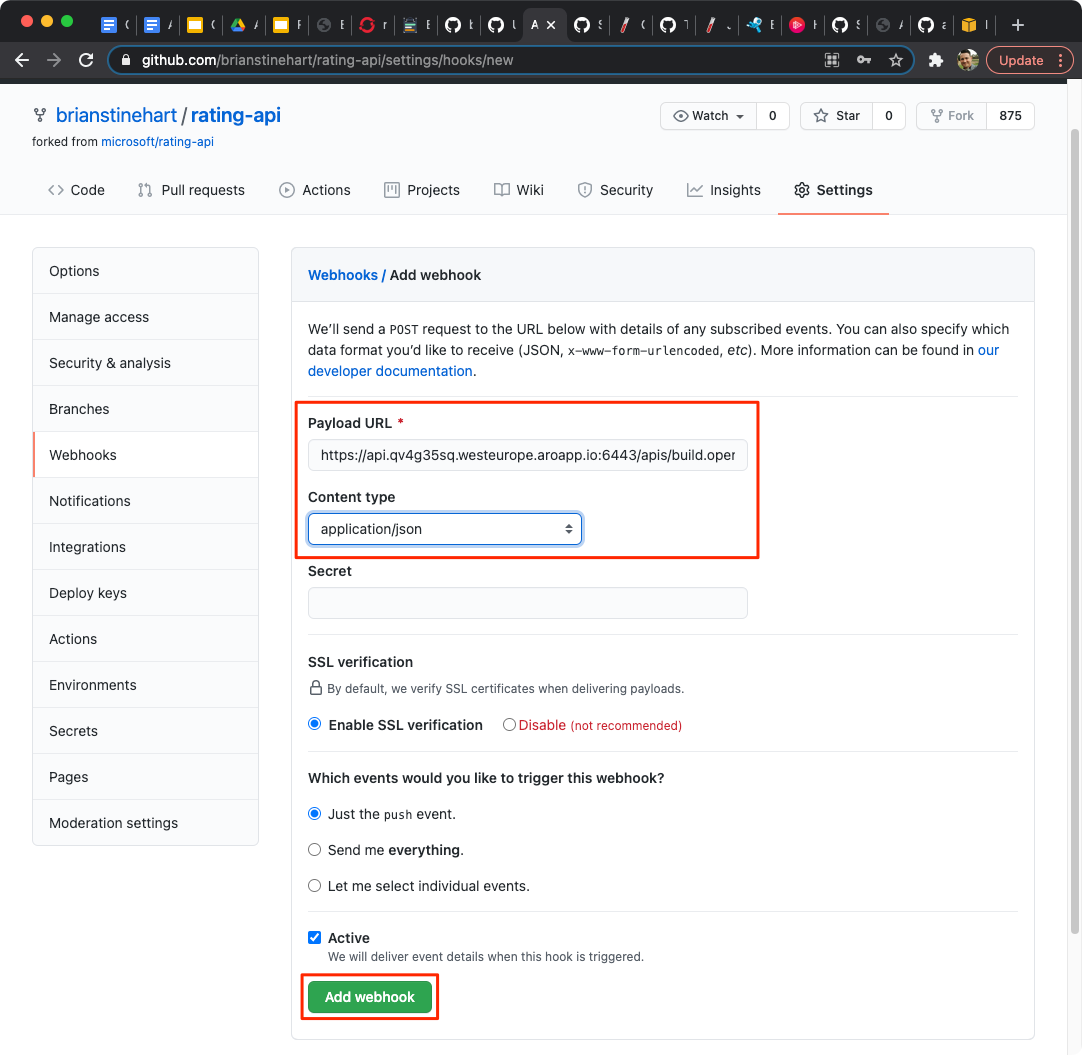 github.com/brianstinehart/rating-api/settings/hooks/new
Update
brianstinehart / rating-api
forked from microsoft/rating-api
Watch 0 Star 0 Fork 875
Code Pull requests Actions Projects Wiki Security Insights Settings
Options
Manage access
Security & analysis
Branches
Webhooks
Notifications
Integrations
Deploy keys
Actions
Environments
Secrets
Pages
Moderation settings
Webhooks / Add webhook
We’ll send a POST request to the URL below with details of any subscribed events. You can also specify which
data format you’d like to receive (JSON, x-www-form-urlencoded, etc). More information can be found in our
developer documentation.
Payload URL *
https://api.qv4g35sq.westeurope.aroapp.io:6443/apis/build.oper
Content type
application/json
Secret
SSL verification
By default, we verify SSL certificates when delivering payloads.
Enable SSL verification Disable (not recommended)
Which events would you like to trigger this webhook?
Just the push event.
Send me everything.
Let me select individual events.
Active
We will deliver event details when this hook is triggered.
Add webhook